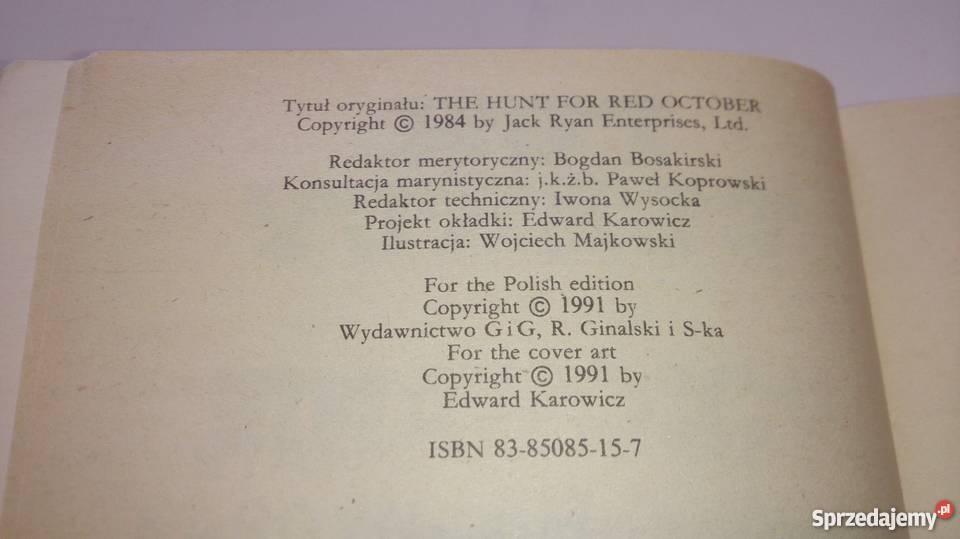 Tytuł oryginału: THE HUNT FOR RED OCTOBER
Copyright © 1984 by Jack Ryan Enterprises, Ltd.
Redaktor merytoryczny: Bogdan Bosakirski
Konsultacja marynistyczna: j.k.ż.b. Paweł Koprowski
Redaktor techniczny: Iwona Wysocka
Projekt okładki: Edward Karowicz
Ilustracja: Wojciech Majkowski
For the Polish edition
Copyright © 1991 by
Wydawnictwo GiG, R. Ginalski i S-ka
For the cover art
Copyright © 1991 by
Edward Karowicz
ISBN 83-85085-15-7
Sprzedajemy.pl